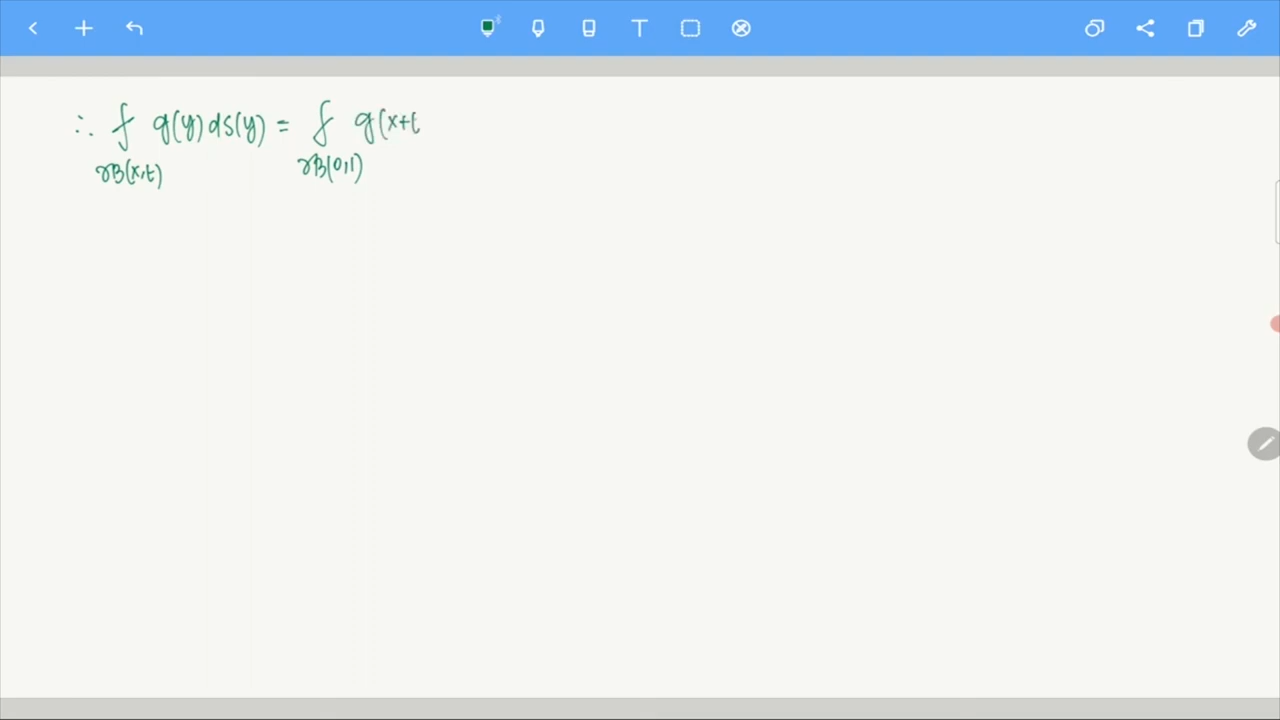 ∴ ⨍ g(y) ds(y) = ⨍ g(x+t
∂B(x,t) ∂B(0,1)